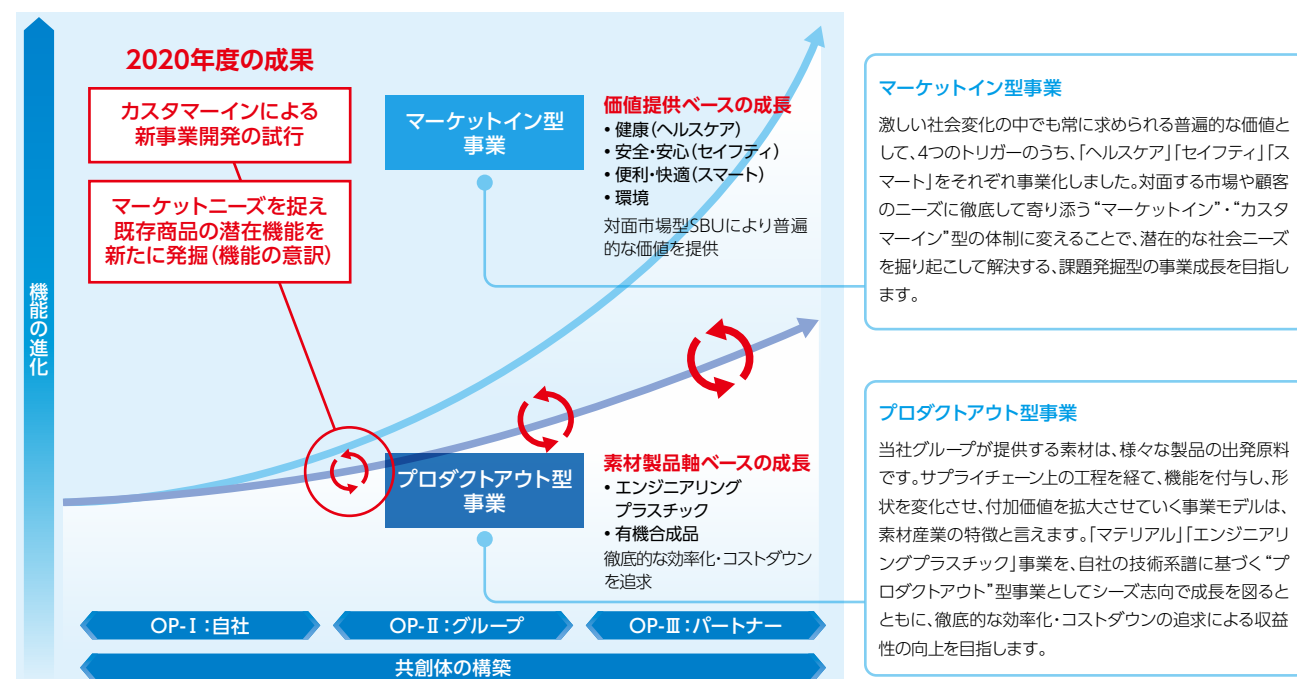 2020年度の成果
カスタマーインによる
新事業開発の試行
マーケットニーズを捉え
既存商品の潜在機能を
新たに発掘(機能の意訳)
機能の進化
マーケットイン型
事業
価値提供ベースの成長
・健康(ヘルスケア)
・安全・安心(セイフティ)
・便利・快適(スマート)
・環境
対面市場型SBUにより普遍
的な価値を提供
プロダクトアウト型
事業
素材製品軸ベースの成長
・エンジニアリング
プラスチック
・有機合成品
徹底的な効率化・コストダウン
を追求
OP-Ⅰ:自社
OP-Ⅱ:グループ
OP-Ⅲ:パートナー
共創体の構築
マーケットイン型事業
激しい社会変化の中でも常に求められる普遍的な価値と
して、4つのトリガーのうち、「ヘルスケア」「セイフティ」「ス
マート」をそれぞれ事業化しました。対面する市場や顧客
のニーズに徹底して寄り添う“マーケットイン”・“カスタ
マーイン”型の体制に変えることで、潜在的な社会ニーズ
を掘り起こして解決する、課題発掘型の事業成長を目指し
ます。
プロダクトアウト型事業
当社グループが提供する素材は、様々な製品の出発原料
です。サプライチェーン上の工程を経て、機能を付与し、形
状を変化させ、付加価値を拡大させていく事業モデルは、
素材産業の特徴と言えます。「マテリアル」「エンジニアリ
ングプラスチック」事業を、自社の技術系譜に基づく“プ
ロダクトアウト”型事業としてシーズ志向で成長を図ると
ともに、徹底的な効率化・コストダウンの追求による収益
性の向上を目指します。